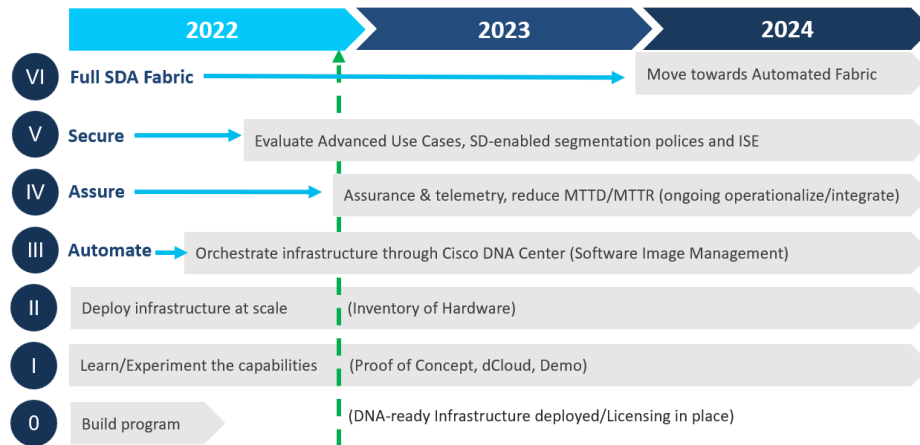 2022 2023 2024
VI Full SDA Fabric Move towards Automated Fabric
V Secure Evaluate Advanced Use Cases, SD-enabled segmentation polices and ISE
IV Assure Assurance & telemetry, reduce MTTD/MTTR (ongoing operationalize/integrate)
III Automate Orchestrate infrastructure through Cisco DNA Center (Software Image Management)
II Deploy infrastructure at scale (Inventory of Hardware)
I Learn/Experiment the capabilities (Proof of Concept, dCloud, Demo)
0 Build program (DNA-ready Infrastructure deployed/Licensing in place)